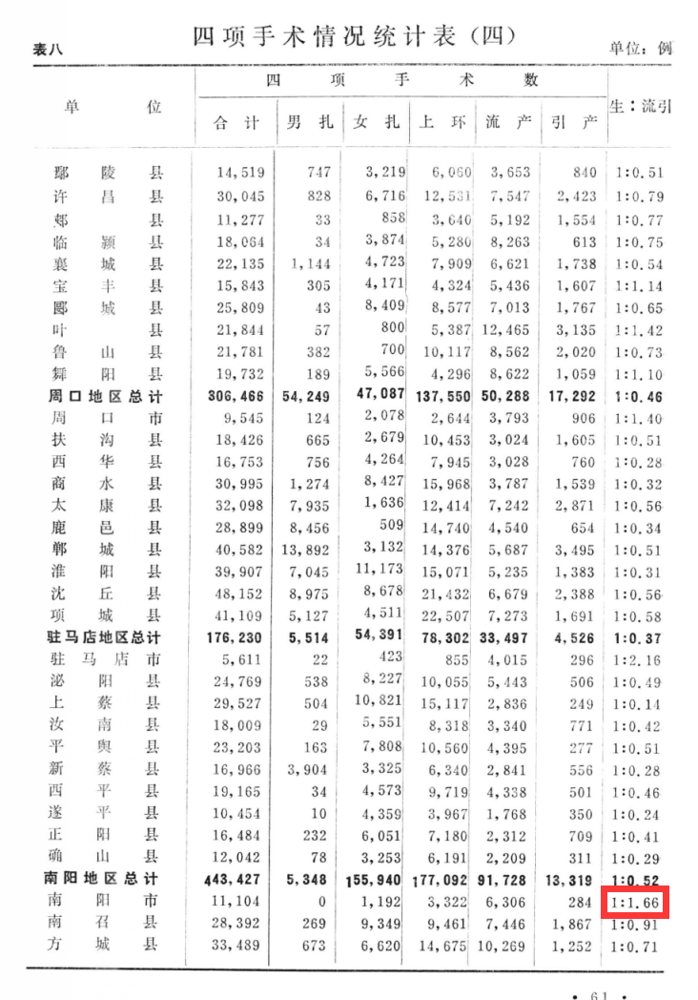 表八 四项手术情况统计表(四) 单位:例
单位 四项手术数 生:流引
合计 男扎 女扎 上环 流产 引产
鄢陵县 14,519 747 3,219 6,060 3,653 840 1:0.51
许昌县 30,045 828 6,716 12,531 7,547 2,423 1:0.79
郏县 11,277 33 858 3,640 5,192 1,554 1:0.77
临颍县 18,064 34 3,874 5,280 8,263 613 1:0.75
襄城县 22,135 1,144 4,723 7,909 6,621 1,738 1:0.54
宝丰县 15,843 305 4,171 4,324 5,436 1,607 1:1.14
郾城县 25,809 43 8,409 8,577 7,013 1,767 1:0.65
叶县 21,844 57 800 5,387 12,465 3,135 1:1.42
鲁山县 21,781 382 700 10,117 8,562 2,020 1:0.73
舞阳县 19,732 189 5,566 4,296 8,622 1,059 1:1.10
周口地区总计 306,466 54,249 47,087 137,550 50,288 17,292 1:0.46
周口市 9,545 124 2,078 2,644 3,793 906 1:1.40
扶沟县 18,426 665 2,679 10,453 3,024 1,605 1:0.51
西华县 16,753 756 4,264 7,945 3,028 760 1:0.28
商水县 30,995 1,274 8,427 15,968 3,787 1,539 1:0.32
太康县 32,098 7,935 1,636 12,414 7,242 2,871 1:0.56
鹿邑县 28,899 8,456 509 14,740 4,540 654 1:0.34
郸城县 40,582 13,892 3,132 14,376 5,687 3,495 1:0.51
淮阳县 39,907 7,045 11,173 15,071 5,235 1,383 1:0.31
沈丘县 48,152 8,975 8,678 21,432 6,679 2,388 1:0.56
项城县 41,109 5,127 4,511 22,507 7,273 1,691 1:0.58
驻马店地区总计 176,230 5,514 54,391 78,302 33,497 4,526 1:0.37
驻马店市 5,611 22 423 855 4,015 296 1:2.16
泌阳县 24,769 538 8,227 10,055 5,443 506 1:0.49
上蔡县 29,527 504 10,821 15,117 2,836 249 1:0.14
汝南县 18,009 29 5,551 8,318 3,340 771 1:0.42
平舆县 23,203 163 7,808 10,560 4,395 277 1:0.51
新蔡县 16,966 3,904 3,325 6,340 2,841 556 1:0.28
西平县 19,165 34 4,573 9,719 4,338 501 1:0.46
遂平县 10,454 10 4,359 3,967 1,768 350 1:0.24
正阳县 16,484 232 6,051 7,180 2,312 709 1:0.41
确山县 12,042 78 3,253 6,191 2,209 311 1:0.29
南阳地区总计 443,427 5,348 155,940 177,092 91,728 13,319 1:0.52
南阳市 11,104 0 1,192 3,322 6,306 284 1:1.66
南召县 28,392 269 9,349 9,461 7,446 1,867 1:0.91
方城县 33,489 673 6,620 14,675 10,269 1,252 1:0.71
• 61 •